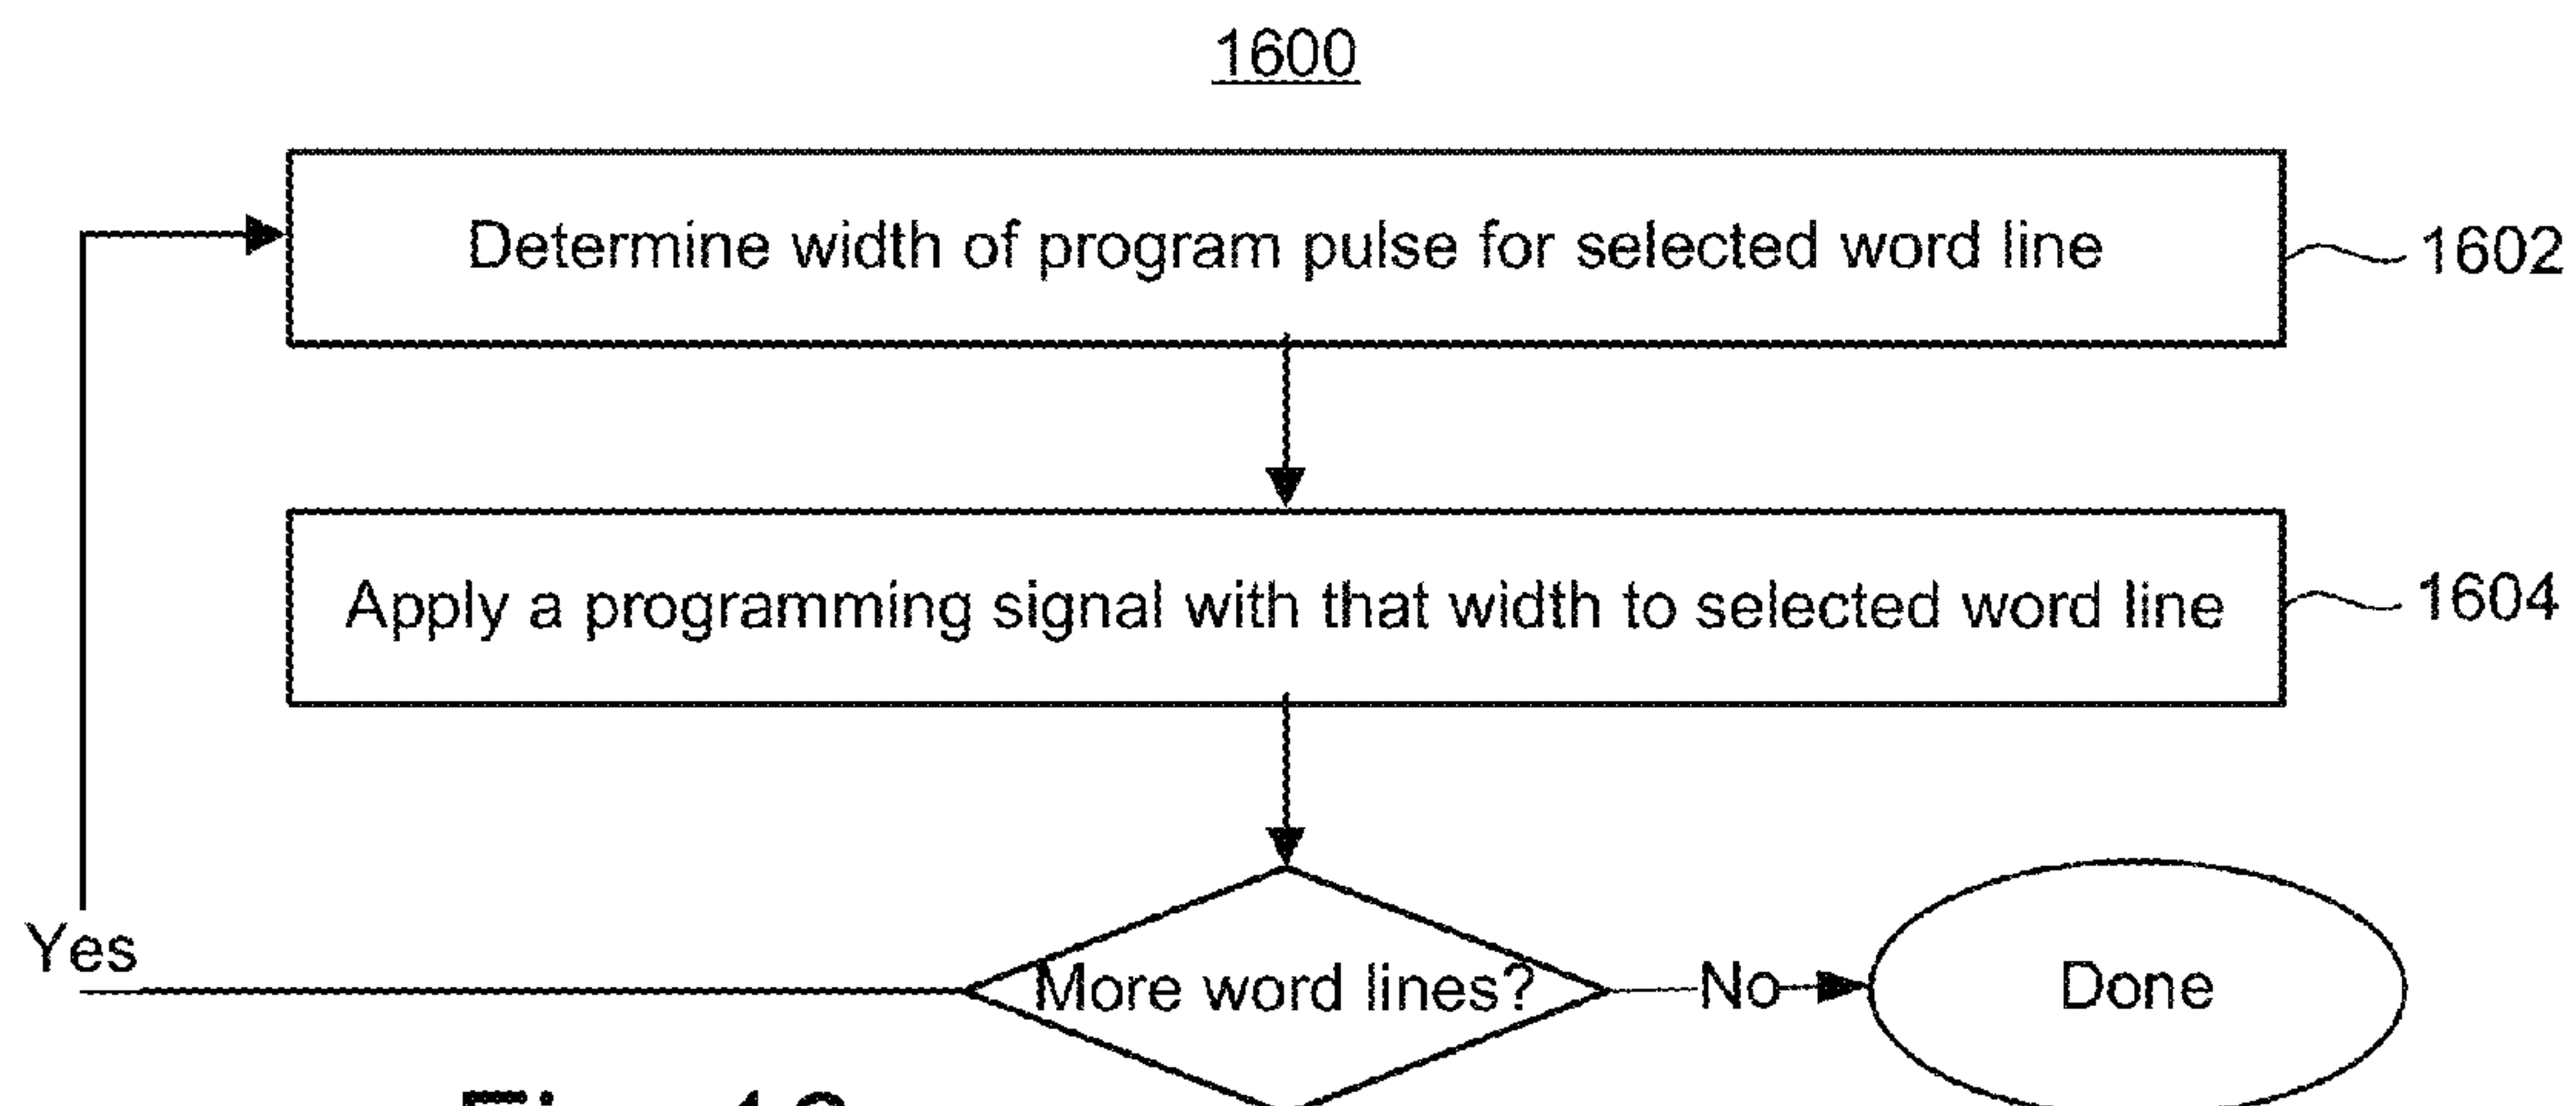 1600
Determine width of program pulse for selected word line
1602
Apply a programming signal with that width to selected word line
1604
Yes
More word lines?
No
Done